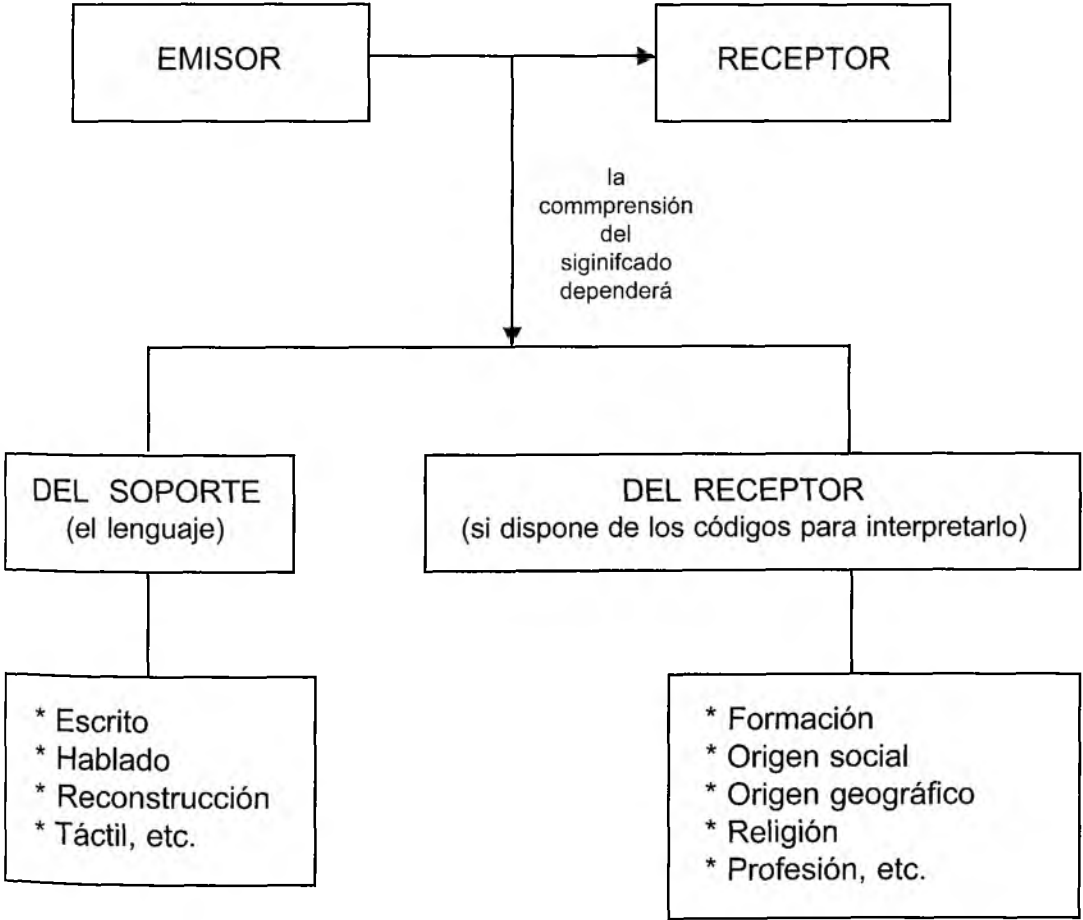 EMISOR
RECEPTOR
la
commprensión
del
siginifcado
dependerá
DEL SOPORTE
(el lenguaje)
DEL RECEPTOR
(si dispone de los códigos para interpretarlo)
* Escrito
* Hablado
* Reconstrucción
* Táctil, etc.
* Formación
* Origen social
* Origen geográfico
* Religión
* Profesión, etc.